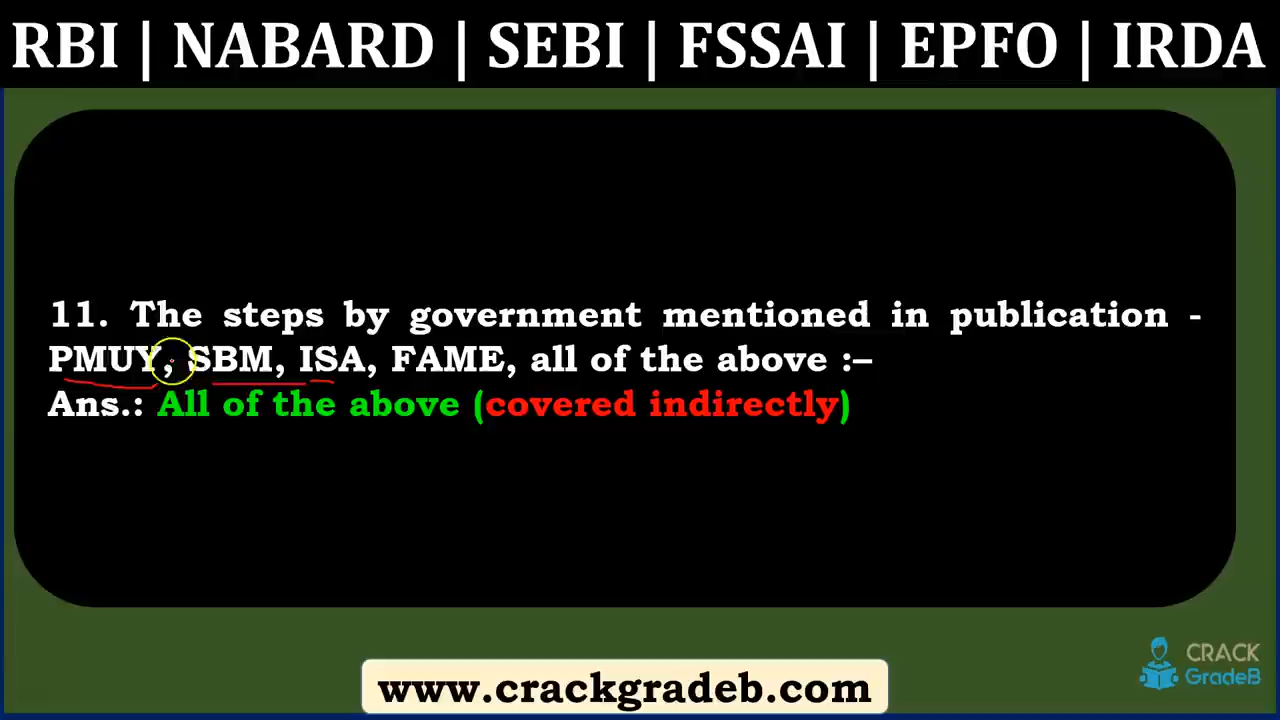 RBI | NABARD | SEBI | FSSAI | EPFO | IRDA
11. The steps by government mentioned in publication -
PMUY, SBM, ISA, FAME, all of the above :–
Ans.: All of the above (covered indirectly)
CRACK
GradeB
www.crackgradeb.com